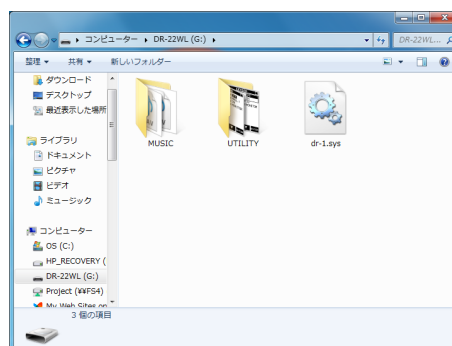 コンピューター ▸ DR-22WL (G:) ▸
DR-22WL...
整理 ▼ 共有 ▼ 新しいフォルダー
ダウンロード
デスクトップ
最近表示した場所
ライブラリ
ドキュメント
ピクチャ
ビデオ
ミュージック
コンピューター
OS (C:)
HP_RECOVERY (
DR-22WL (G:)
Project (¥¥FS4)
My Web Sites on
MUSIC
UTILITY
dr-1.sys
3 個の項目